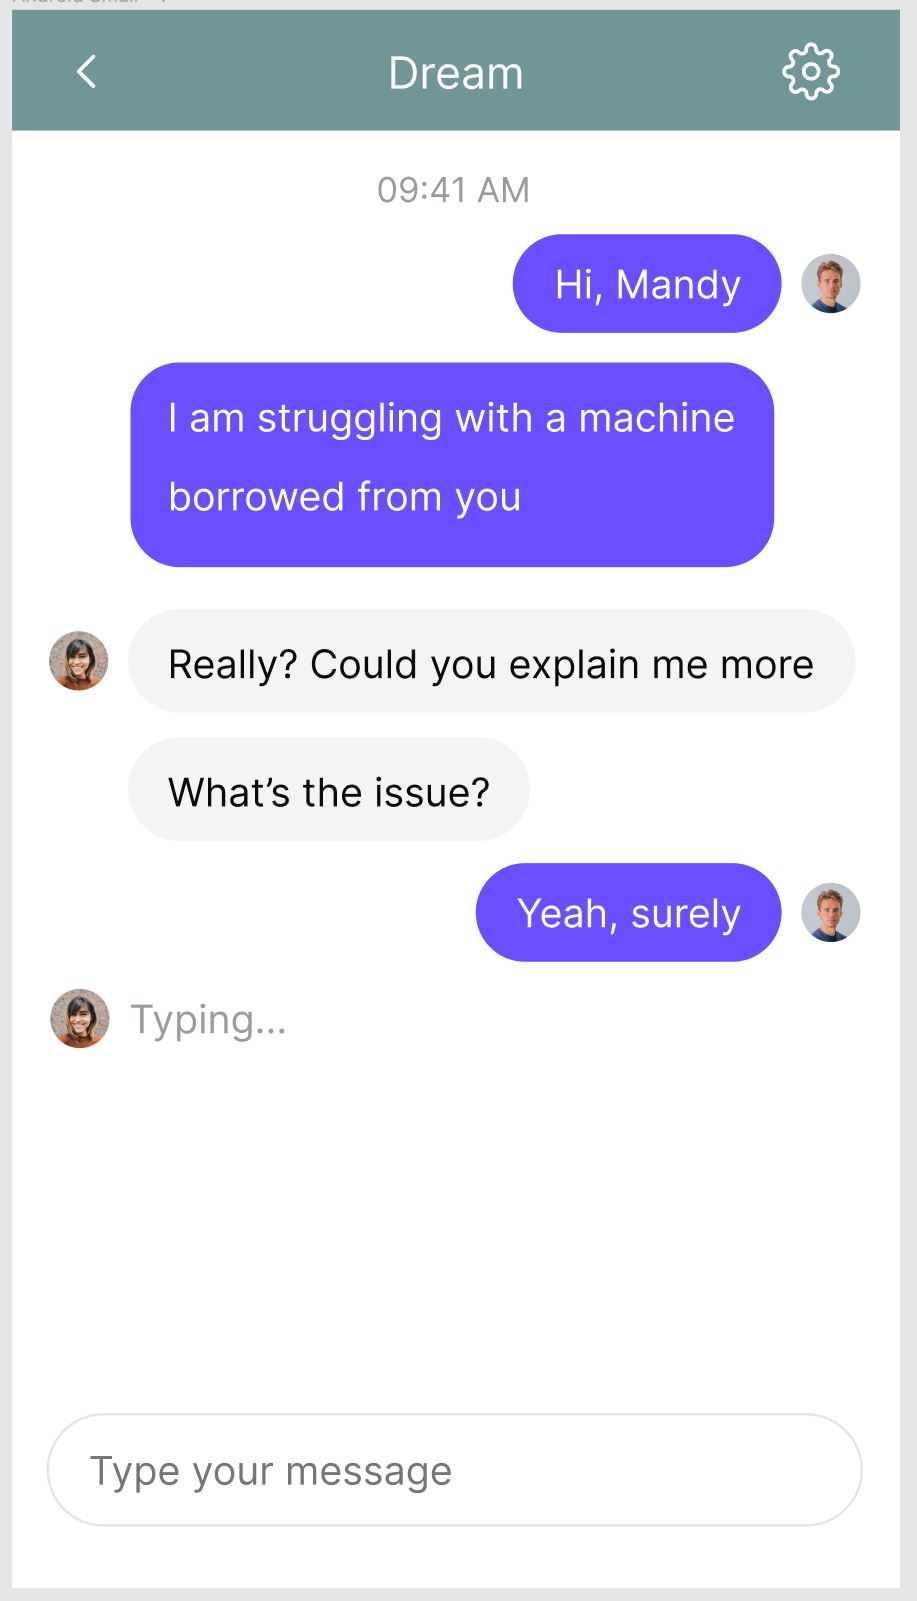 Dream
09:41 AM
Hi, Mandy
I am struggling with a machine
borrowed from you
Really? Could you explain me more
What’s the issue?
Yeah, surely
Typing...
Type your message